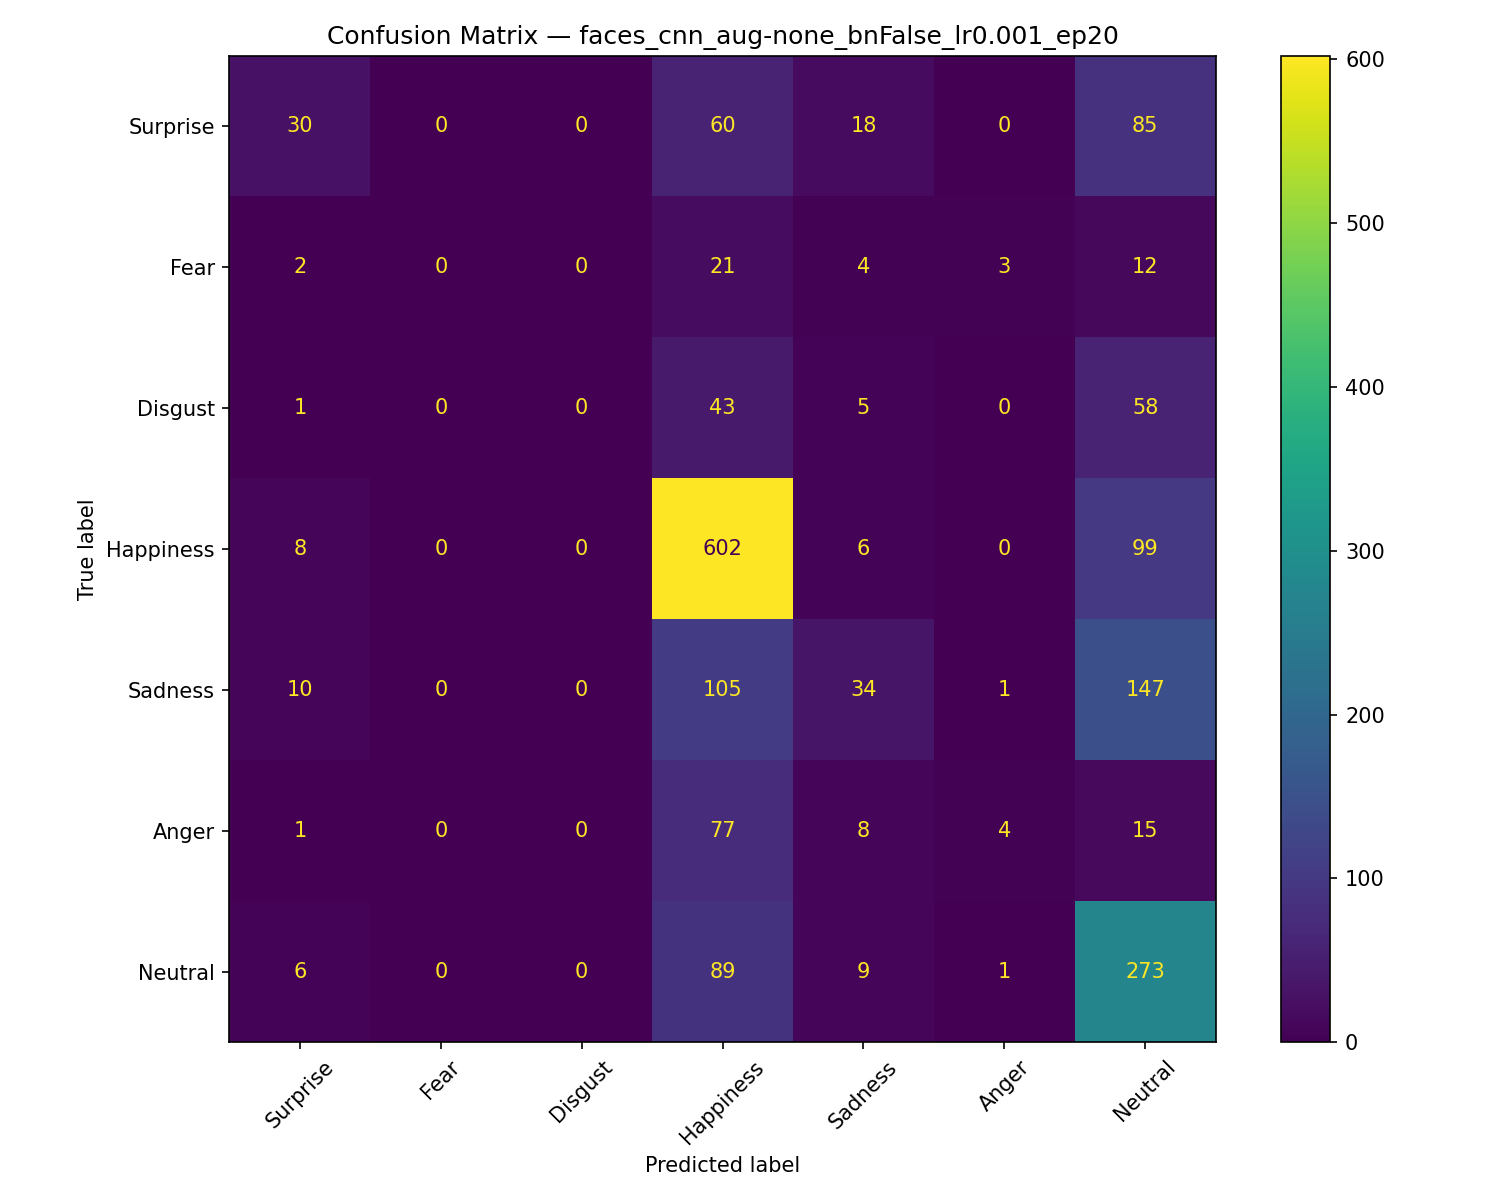 Confusion Matrix — faces_cnn_aug-none_bnFalse_lr0.001_ep20
Surprise 30 0 0 60 18 0 85
Fear 2 0 0 21 4 3 12
Disgust 1 0 0 43 5 0 58
Happiness 8 0 0 602 6 0 99
Sadness 10 0 0 105 34 1 147
Anger 1 0 0 77 8 4 15
Neutral 6 0 0 89 9 1 273
True label
Surprise Fear Disgust Happiness Sadness Anger Neutral
Predicted label
600
500
400
300
200
100
0